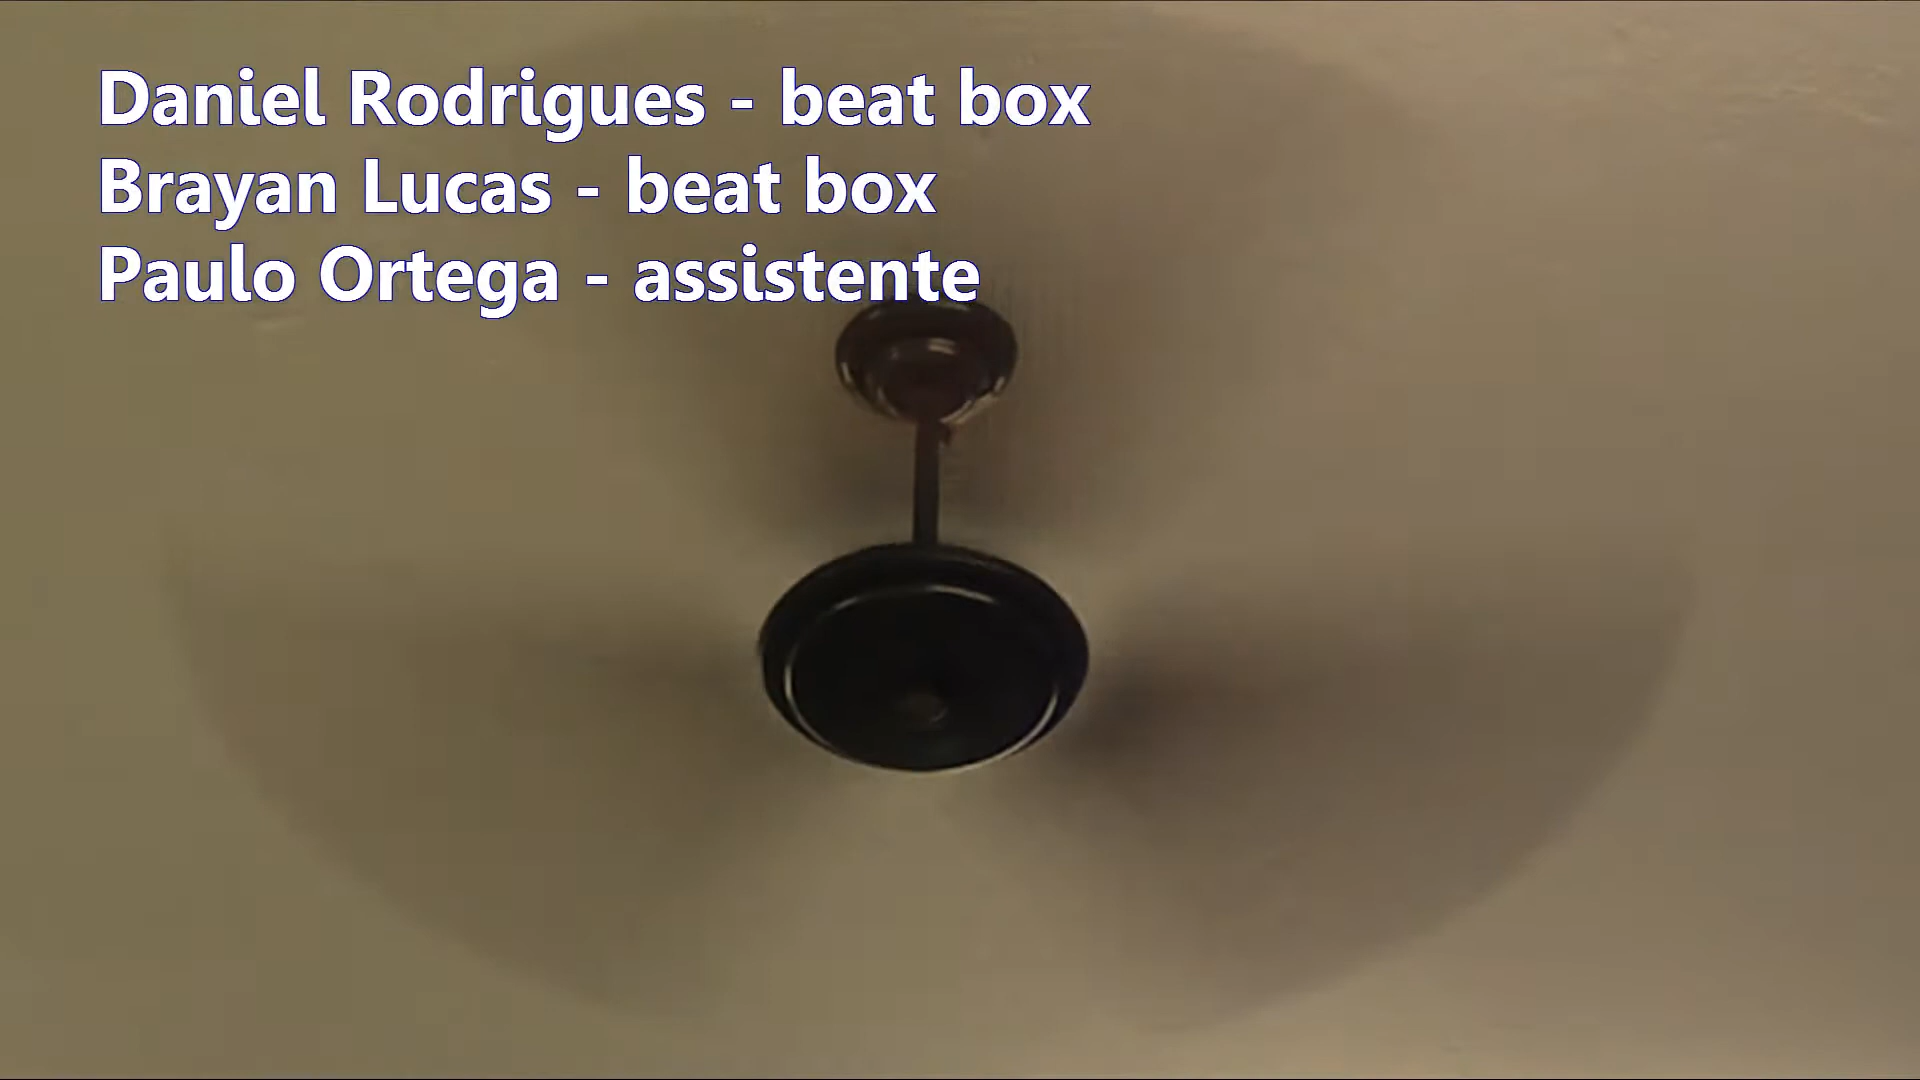 Daniel Rodrigues - beat box
Brayan Lucas - beat box
Paulo Ortega - assistente